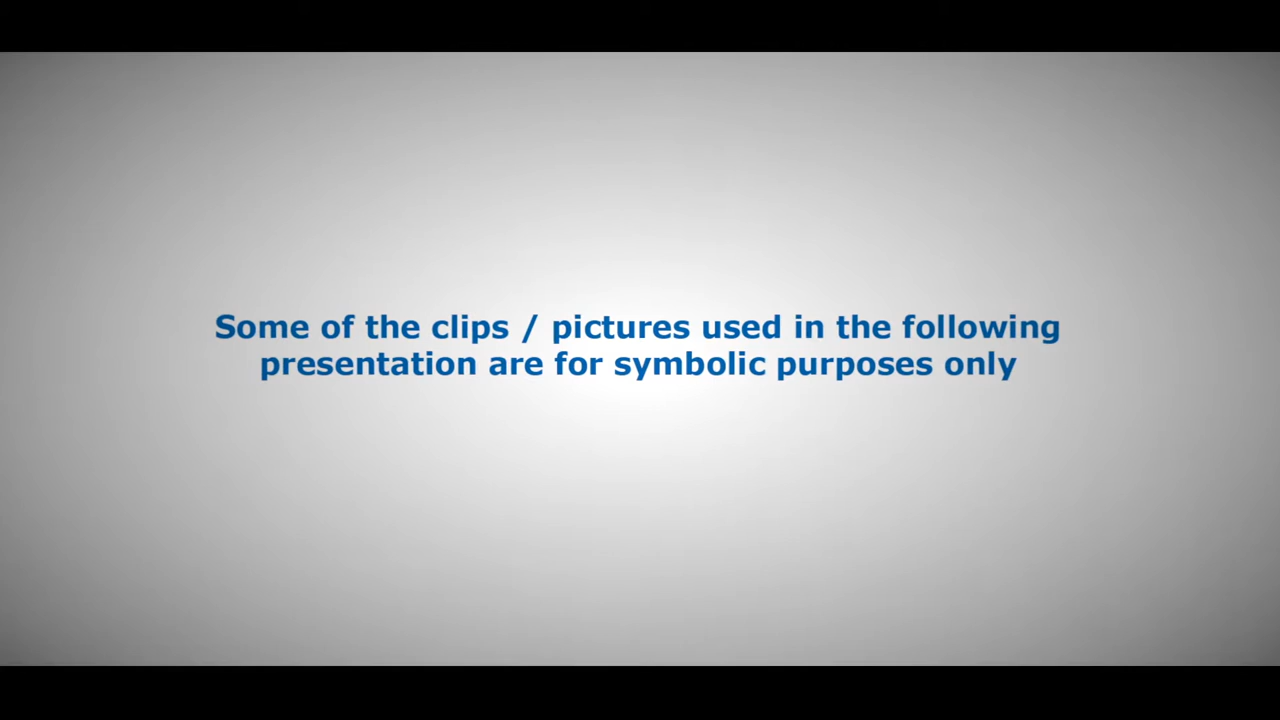 Some of the clips / pictures used in the following
presentation are for symbolic purposes only